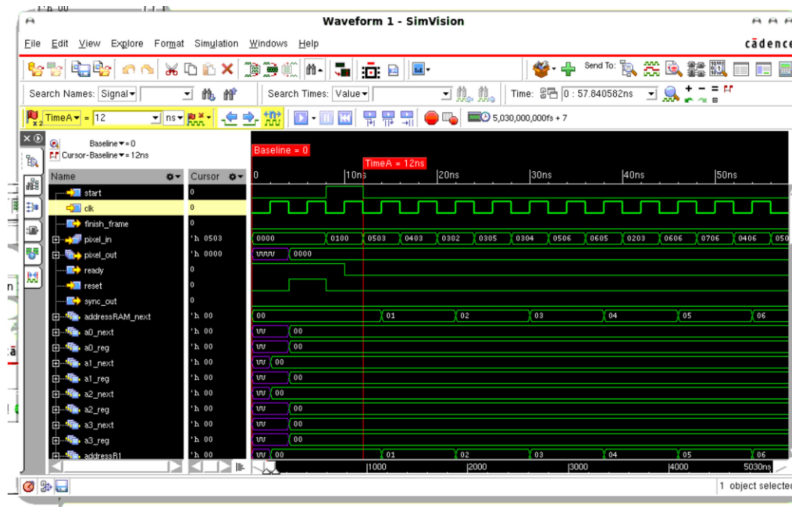 Waveform 1 - SimVision
File Edit View Explore Format Simulation Windows Help
cādence
Send To:
Search Names: Signal
Search Times: Value
Time: 0 : 57.840582ns
TimeA = 12 ns
5,030,000,000fs + 7
Baseline = 0
Cursor-Baseline = 12ns
Baseline = 0
TimeA = 12ns
Name Cursor
0 10ns 20ns 30ns 40ns 50ns
start 0
clk 0
finish_frame 0
pixel_in 'h 0503 0000 0100 0503 0403 0302 0305 0304 0506 0605 0203 0606 0706 0406 050
pixel_out 'h 0000 0000
ready 0
reset 0
sync_out 0
addressRAM_next 'h 00 00 01 02 03 04 05 06
a0_next 'h 00 00
a0_reg 'h 00 00
a1_next 'h 00 00
a1_reg 'h 00 00
a2_next 'h 00 00
a2_reg 'h 00 00
a3_next 'h 00 00
a3_reg 'h 00 00
addressR1 'h 00 00 01 02 03 04 05 06
1000 2000 3000 4000 5030ns
1 object selected